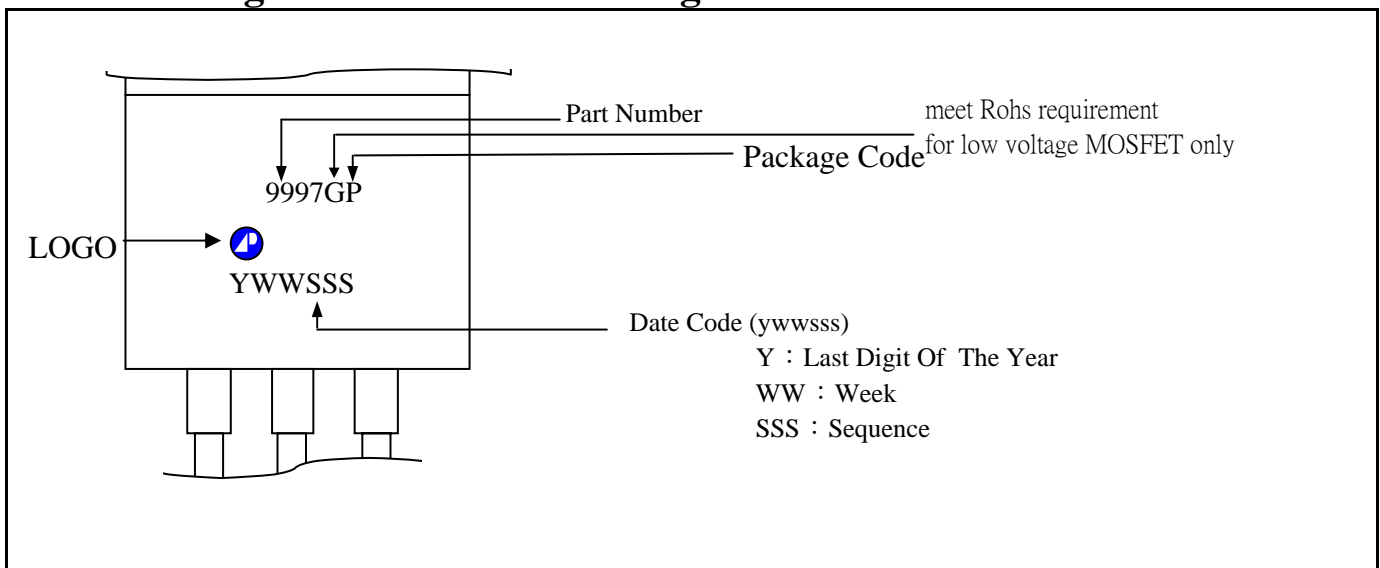 Part Number
meet Rohs requirement
for low voltage MOSFET only
Package Code
9997GP
LOGO
YWWSSS
Date Code (ywwsss)
Y：Last Digit Of The Year
WW：Week
SSS：Sequence